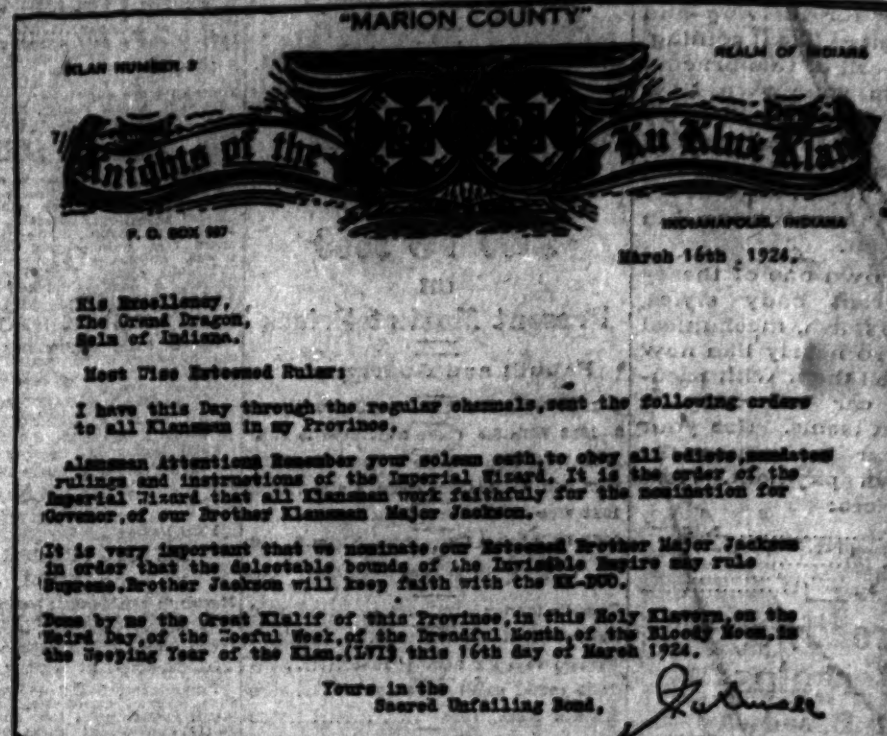 "MARION COUNTY"
KLAN NUMBER 3
REALM OF INDIANA
Knights of the
Ku Klux Klan
P. O. BOX
INDIANAPOLIS, INDIANA
March 16th, 1924.
His Excellency,
The Grand Dragon,
Relm of Indiana.
Most Wise Esteemed Ruler:
I have this Day through the regular channels,sent the following orders
to all Klansmen in my Province.
Klansmen Attention! Remember your solemn oath,to obey all edicts,mandates
rulings and instructions of the Imperial Wizard. It is the order of the
Imperial Wizard that all Klansman work faithfuly for the nomination for
Govenor,of our Brother Klansman Major Jackson.
It is very important that we nominate our Esteemed Brother Major Jackson
in order that the delectable bounds of the Invisible Empire may rule
Supreme.Brother Jackson will keep faith with the
Done by me the Great Klalif of this Province,in this Holy Klavern,on the
Weird Day,of the Woeful Week,of the Dreadful Month,of the Bloody Moon,in
the Weeping Year of the Klan.(LVI) this 16th day of March 1924.
Yours in the
Sacred Unfailing Bond,